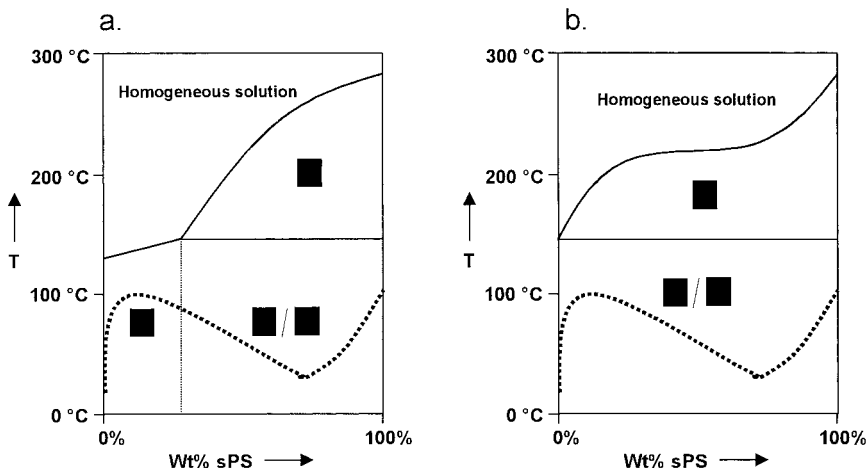 a.
300 °C
Homogeneous solution
200 °C
T
100 °C
/
0 °C
0%
100%
Wt% sPS
b.
300 °C
Homogeneous solution
200 °C
T
100 °C
/
0 °C
0%
100%
Wt% sPS